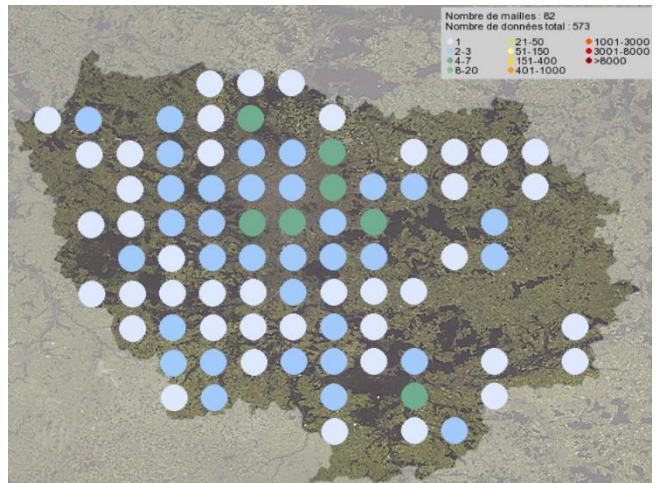 Nombre de mailles : 82
Nombre de données total : 573
1 21-50 1001-3000
2-3 51-150 3001-8000
4-7 151-400 >8000
8-20 401-1000